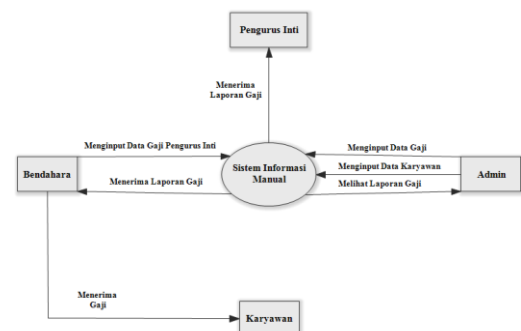 Pengurus Inti
Menerima
Laporan Gaji
Menginput Data Gaji Pengurus Inti
Menginput Data Gaji
Bendahara
Sistem Informasi
Manual
Menginput Data Karyawan
Admin
Menerima Laporan Gaji
Melihat Laporan Gaji
Menerima
Gaji
Karyawan